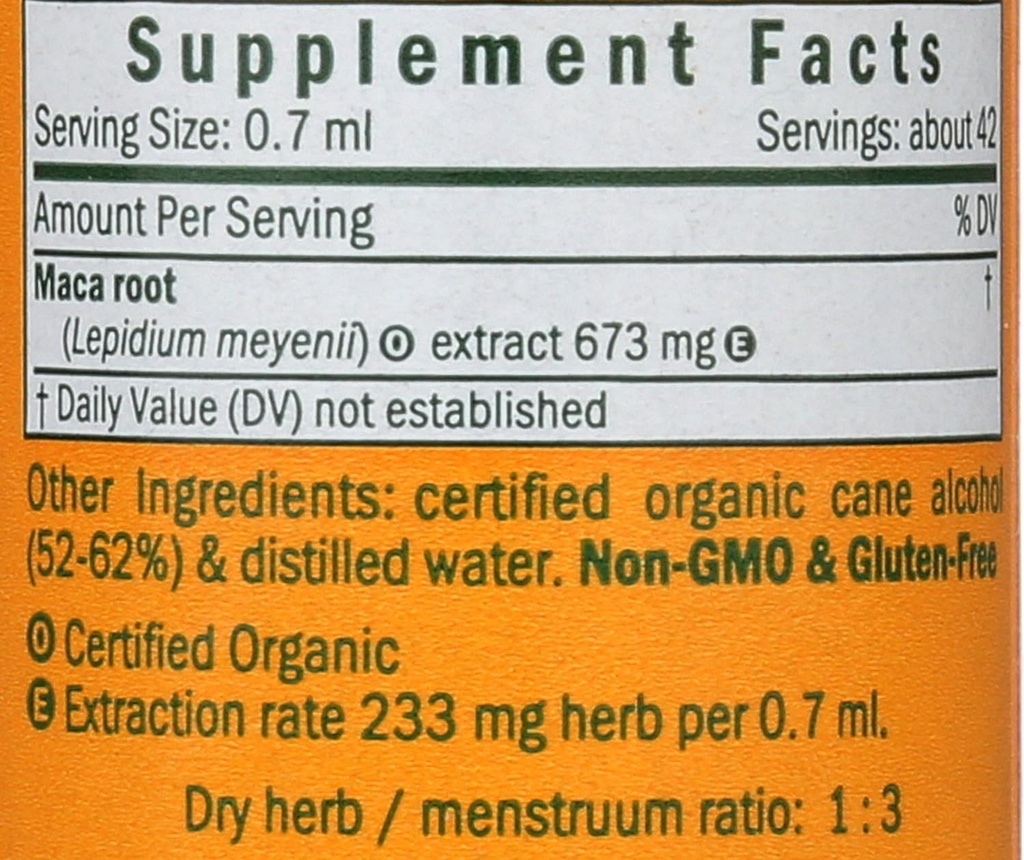 Supplement Facts
Serving Size: 0.7 ml Servings: about 42
Amount Per Serving % DV
Maca root †
(Lepidium meyenii) Ⓞ extract 673 mg Ⓔ
† Daily Value (DV) not established
Other Ingredients: certified organic cane alcohol
(52-62%) & distilled water. Non-GMO & Gluten-Free
Ⓞ Certified Organic
Ⓔ Extraction rate 233 mg herb per 0.7 ml.
Dry herb / menstruum ratio: 1:3